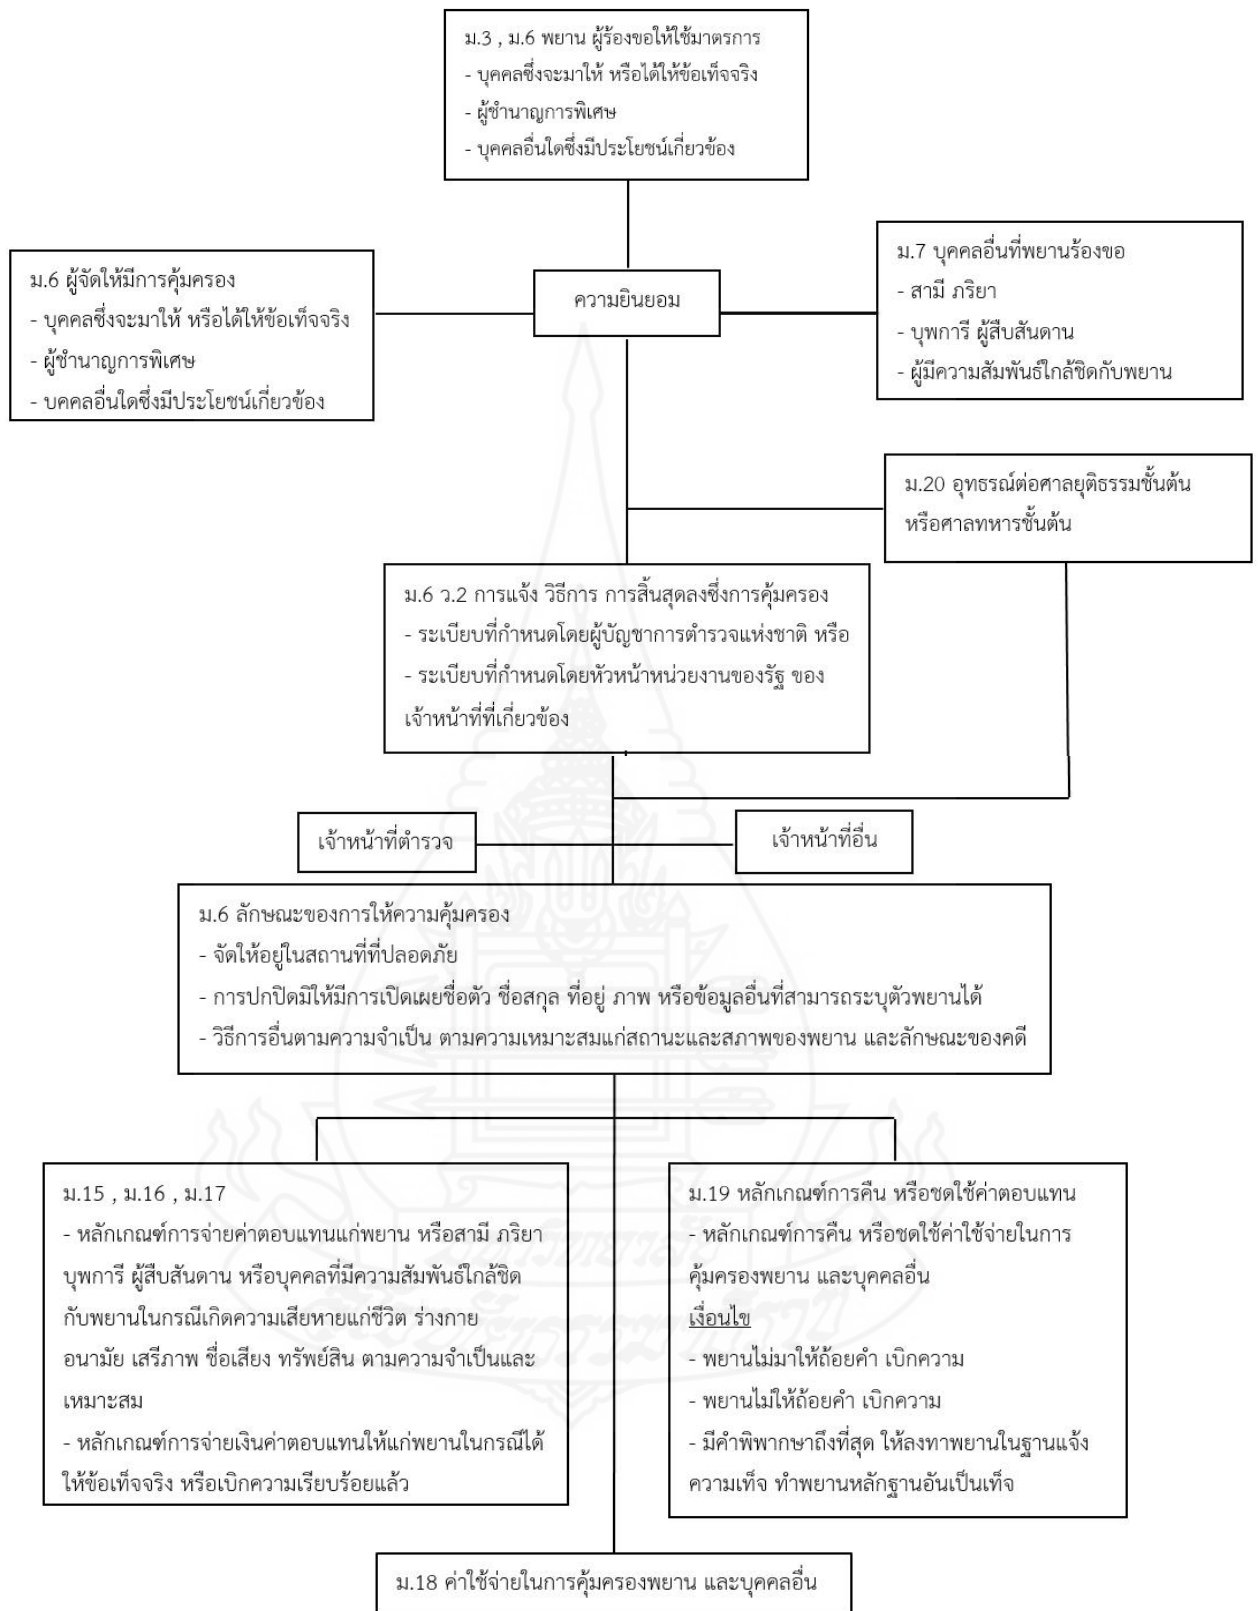 ม.3 , ม.6 พยาน ผู้ร้องขอให้ใช้มาตรการ
- บุคคลซึ่งจะมาให้ หรือได้ให้ข้อเท็จจริง
- ผู้ชำนาญการพิเศษ
- บุคคลอื่นใดซึ่งมีประโยชน์เกี่ยวข้อง
ม.6 ผู้จัดให้มีการคุ้มครอง
- บุคคลซึ่งจะมาให้ หรือได้ให้ข้อเท็จจริง
- ผู้ชำนาญการพิเศษ
- บคคลอื่นใดซึ่งมีประโยชน์เกี่ยวข้อง
ความยินยอม
ม.7 บุคคลอื่นที่พยานร้องขอ
- สามี ภริยา
- บุพการี ผู้สืบสันดาน
- ผู้มีความสัมพันธ์ใกล้ชิดกับพยาน
ม.20 อุทธรณ์ต่อศาลยุติธรรมชั้นต้น
หรือศาลทหารชั้นต้น
ม.6 ว.2 การแจ้ง วิธีการ การสิ้นสุดลงซึ่งการคุ้มครอง
- ระเบียบที่กำหนดโดยผู้บัญชาการตำรวจแห่งชาติ หรือ
- ระเบียบที่กำหนดโดยหัวหน้าหน่วยงานของรัฐ ของ
เจ้าหน้าที่ที่เกี่ยวข้อง
เจ้าหน้าที่ตำรวจ
เจ้าหน้าที่อื่น
ม.6 ลักษณะของการให้ความคุ้มครอง
- จัดให้อยู่ในสถานที่ที่ปลอดภัย
- การปกปิดมิให้มีการเปิดเผยชื่อตัว ชื่อสกุล ที่อยู่ ภาพ หรือข้อมูลอื่นที่สามารถระบุตัวพยานได้
- วิธีการอื่นตามความจำเป็น ตามความเหมาะสมแก่สถานะและสภาพของพยาน และลักษณะของคดี
ม.15 , ม.16 , ม.17
- หลักเกณฑ์การจ่ายค่าตอบแทนแก่พยาน หรือสามี ภริยา
บุพการี ผู้สืบสันดาน หรือบุคคลที่มีความสัมพันธ์ใกล้ชิด
กับพยานในกรณีเกิดความเสียหายแก่ชีวิต ร่างกาย
อนามัย เสรีภาพ ชื่อเสียง ทรัพย์สิน ตามความจำเป็นและ
เหมาะสม
- หลักเกณฑ์การจ่ายเงินค่าตอบแทนให้แก่พยานในกรณีได้
ให้ข้อเท็จจริง หรือเบิกความเรียบร้อยแล้ว
ม.19 หลักเกณฑ์การคืน หรือชดใช้ค่าตอบแทน
- หลักเกณฑ์การคืน หรือชดใช้ค่าใช้จ่ายในการ
คุ้มครองพยาน และบุคคลอื่น
เงื่อนไข
- พยานไม่มาให้ถ้อยคำ เบิกความ
- พยานไม่ให้ถ้อยคำ เบิกความ
- มีคำพิพากษาถึงที่สุด ให้ลงทาพยานในฐานแจ้ง
ความเท็จ ทำพยานหลักฐานอันเป็นเท็จ
ม.18 ค่าใช้จ่ายในการคุ้มครองพยาน และบุคคลอื่น